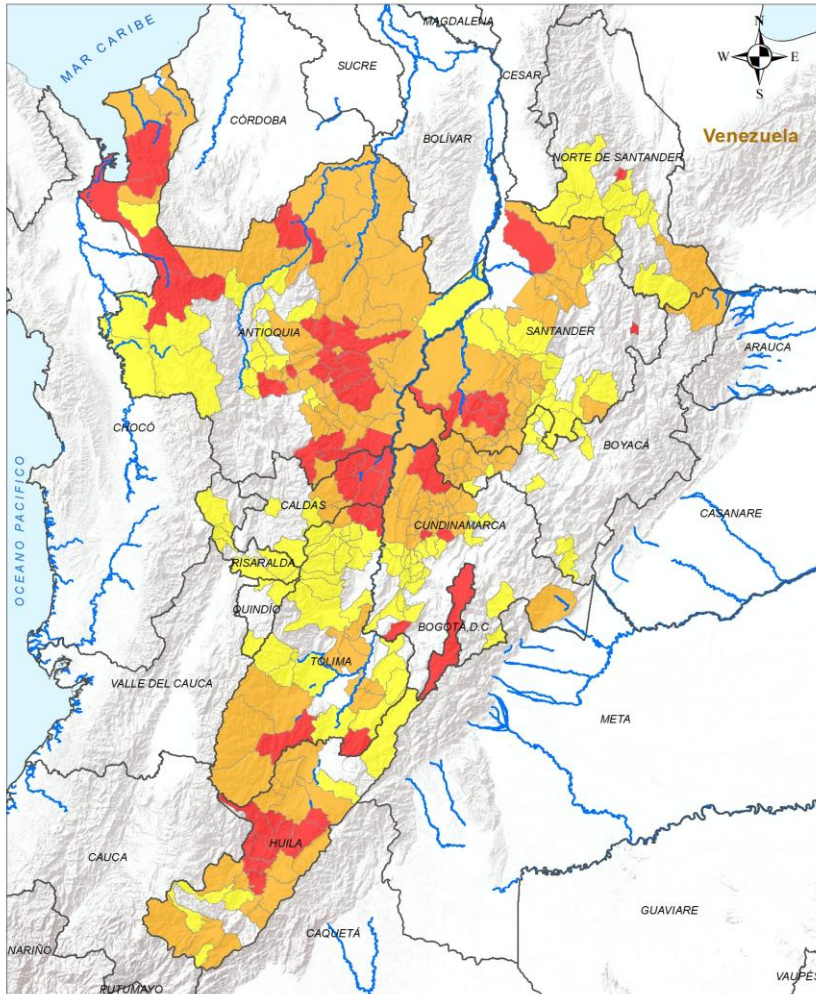 MAGDALENA
MAR CARIBE
N
W
E
S
SUCRE
CESAR
CÓRDOBA
BOLÍVAR
Venezuela
NORTE DE SANTANDER
ANTIOQUIA
SANTANDER
ARAUCA
CHOCÓ
BOYACÁ
OCEANO PACIFICO
CALDAS
CASANARE
CUNDINAMARCA
RISARALDA
QUINDÍO
BOGOTÁ, D.C
TOLIMA
VALLE DEL CAUCA
META
HUILA
CAUCA
GUAVIARE
CAQUETÁ
NARIÑO
PUTUMAYO
VAUPÉS